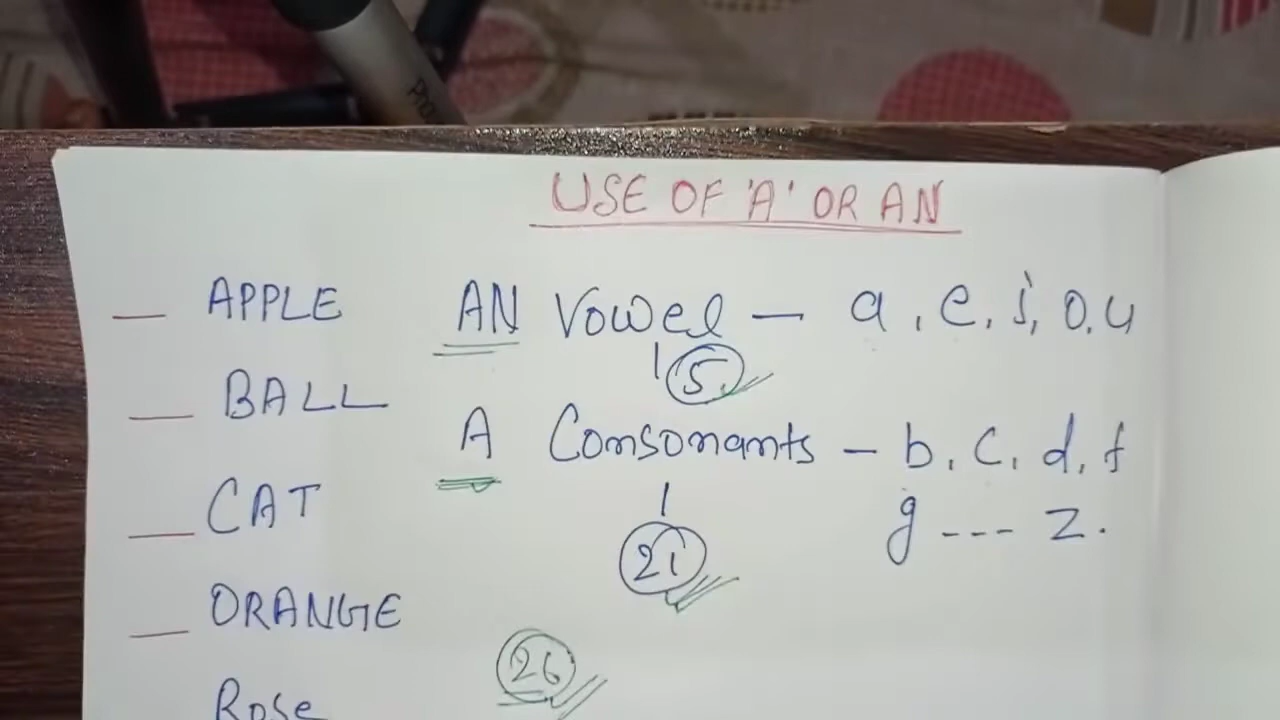 USE OF 'A' OR AN
__ APPLE
__ BALL
__ CAT
__ ORANGE
Rose
AN Vowel — a, e, i, o, u
5
A Consonants — b, c, d, f
g --- z.
21
26